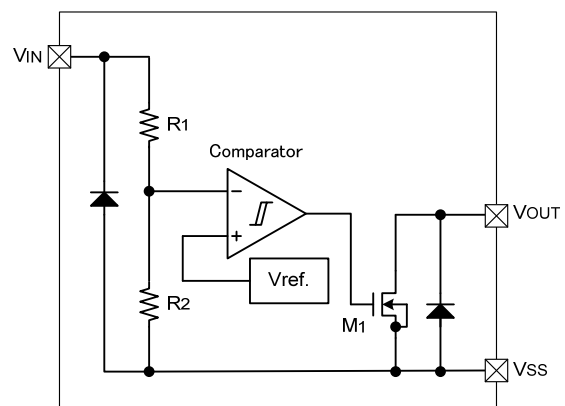 VIN
R1
Comparator
−
+
VOUT
Vref.
R2
M1
VSS